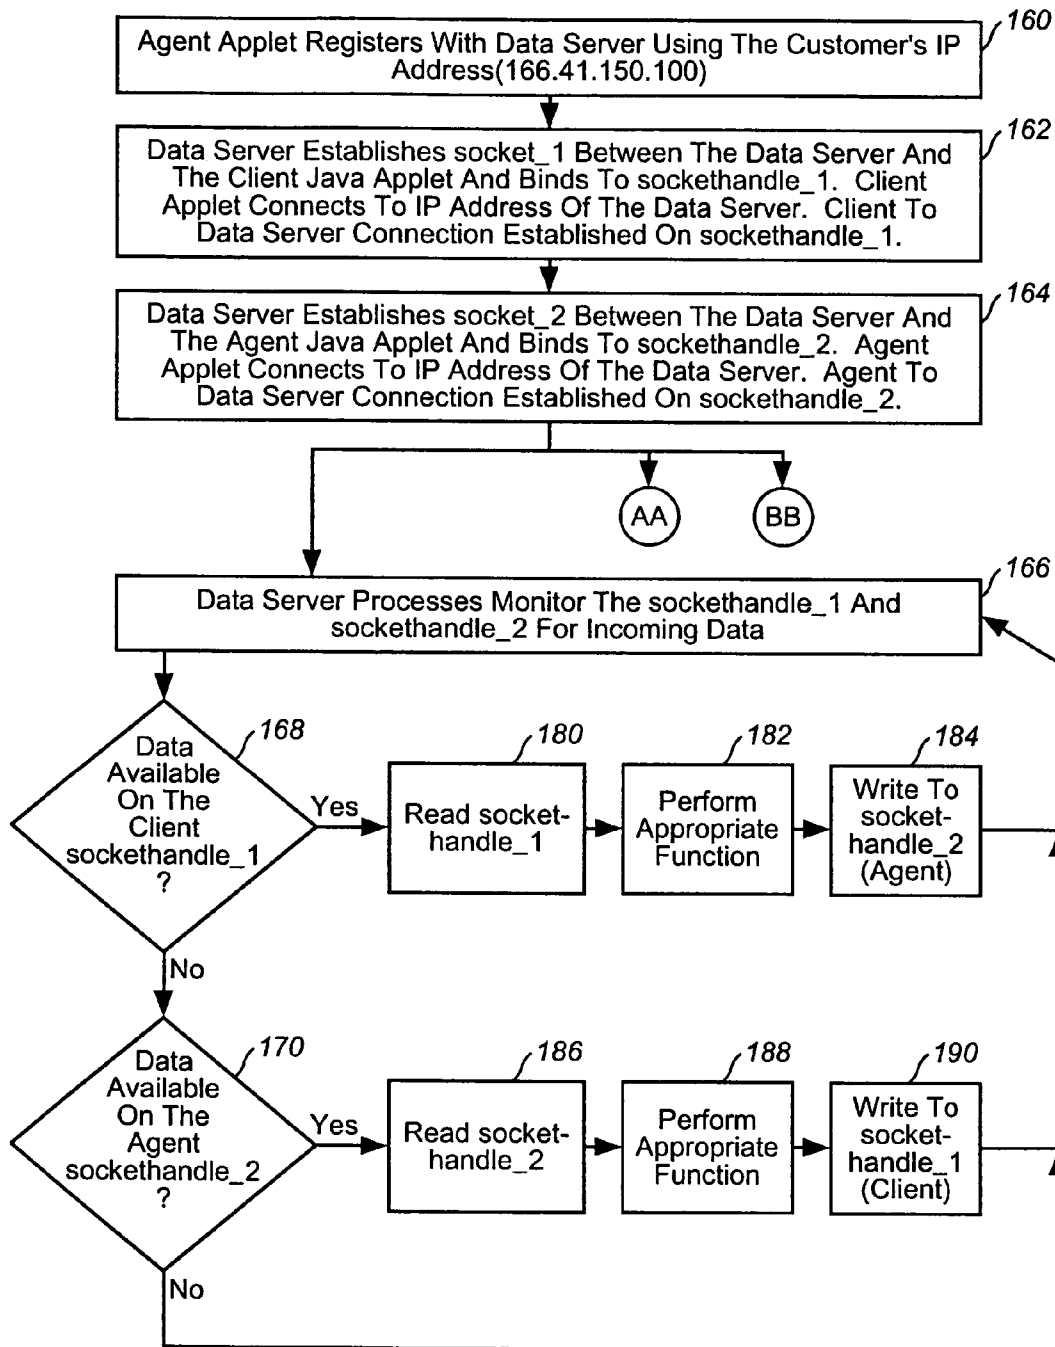 160
Agent Applet Registers With Data Server Using The Customer's IP
Address(166.41.150.100)
162
Data Server Establishes socket_1 Between The Data Server And
The Client Java Applet And Binds To sockethandle_1. Client
Applet Connects To IP Address Of The Data Server. Client To
Data Server Connection Established On sockethandle_1.
164
Data Server Establishes socket_2 Between The Data Server And
The Agent Java Applet And Binds To sockethandle_2. Agent
Applet Connects To IP Address Of The Data Server. Agent To
Data Server Connection Established On sockethandle_2.
AA
BB
166
Data Server Processes Monitor The sockethandle_1 And
sockethandle_2 For Incoming Data
168
Data
Available
On The
Client
sockethandle_1
?
Yes
180
Read socket-
handle_1
182
Perform
Appropriate
Function
184
Write To
socket-
handle_2
(Agent)
No
170
Data
Available
On The
Agent
sockethandle_2
?
Yes
186
Read socket-
handle_2
188
Perform
Appropriate
Function
190
Write To
socket-
handle_1
(Client)
No